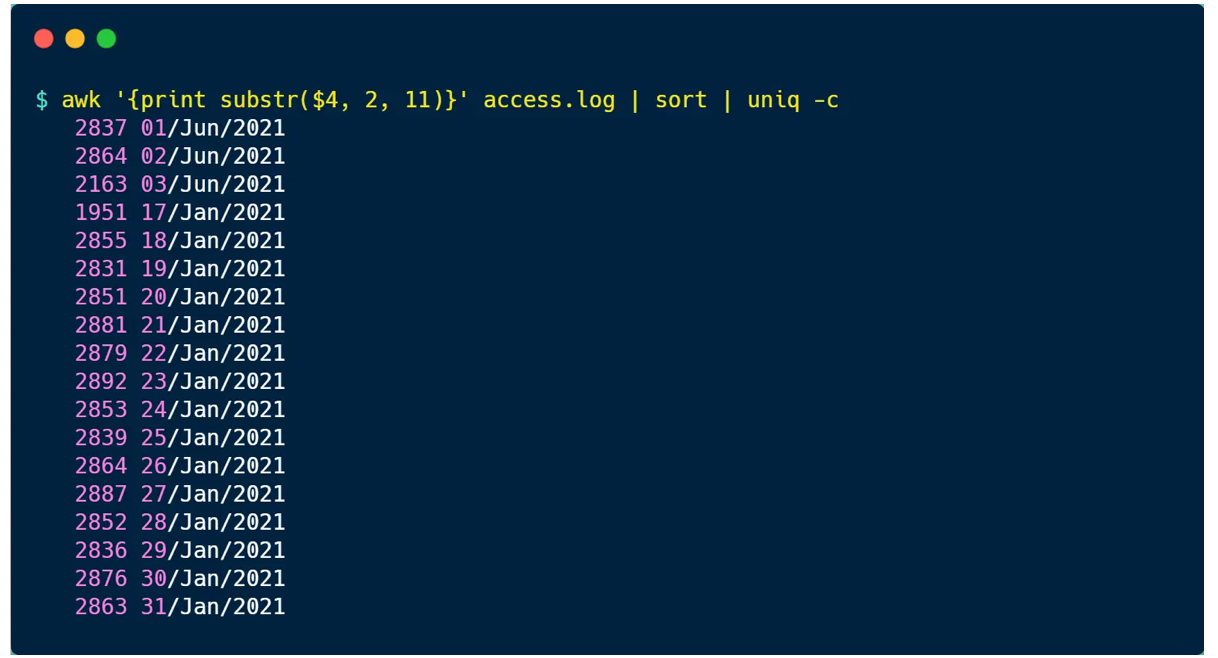 $ awk '{print substr($4, 2, 11)}' access.log | sort | uniq -c
2837 01/Jun/2021
2864 02/Jun/2021
2163 03/Jun/2021
1951 17/Jan/2021
2855 18/Jan/2021
2831 19/Jan/2021
2851 20/Jan/2021
2881 21/Jan/2021
2879 22/Jan/2021
2892 23/Jan/2021
2853 24/Jan/2021
2839 25/Jan/2021
2864 26/Jan/2021
2887 27/Jan/2021
2852 28/Jan/2021
2836 29/Jan/2021
2876 30/Jan/2021
2863 31/Jan/2021